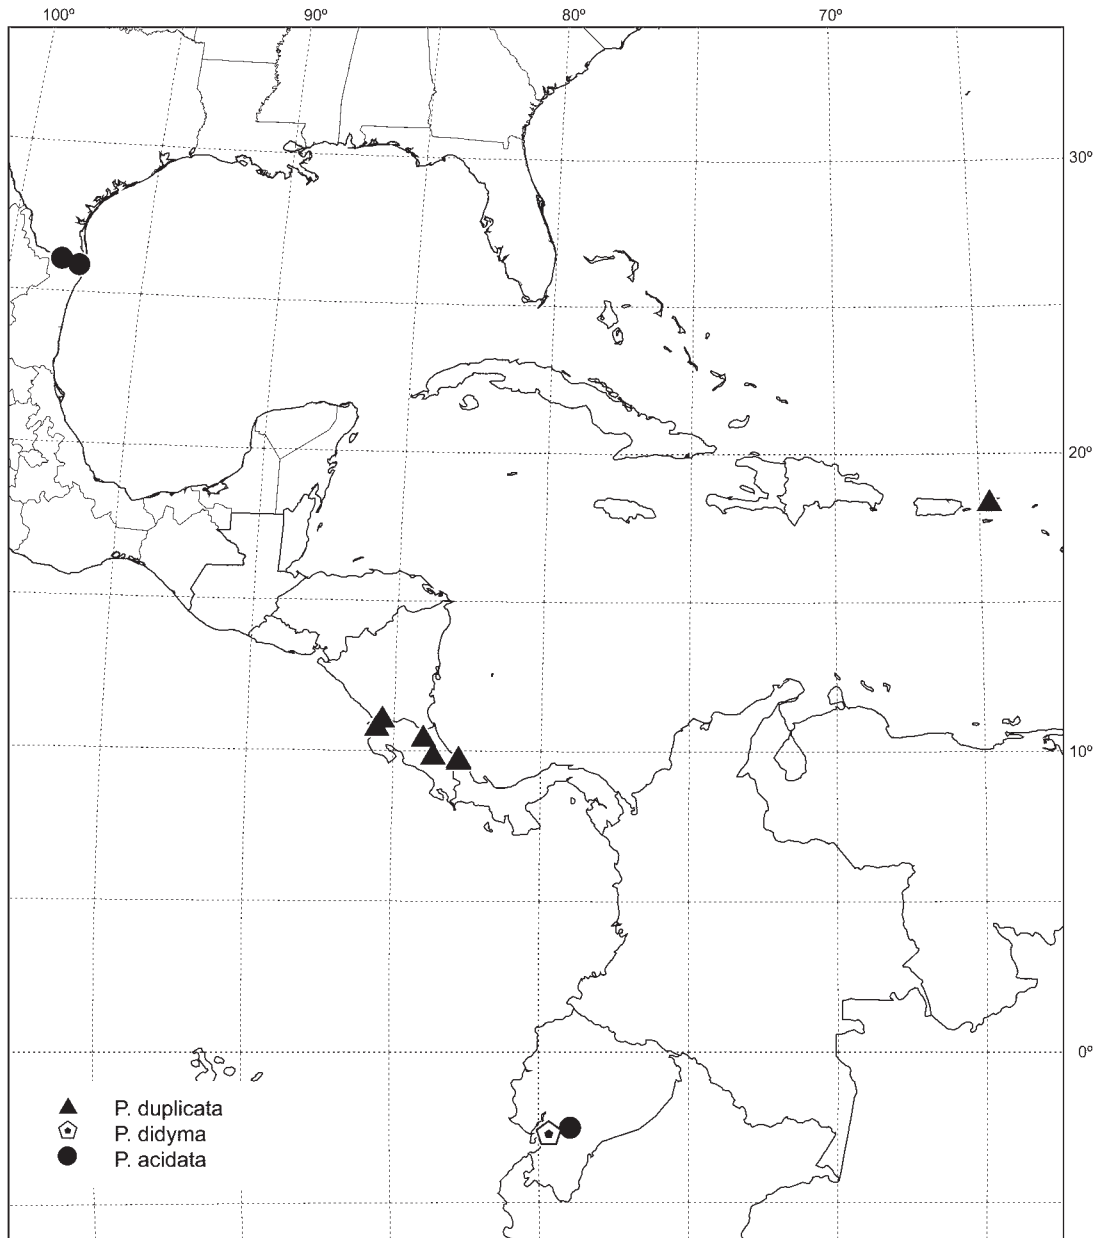 100º 90º 80º 70º
30º
20º
10º
0º
P. duplicata
P. didyma
P. acidata